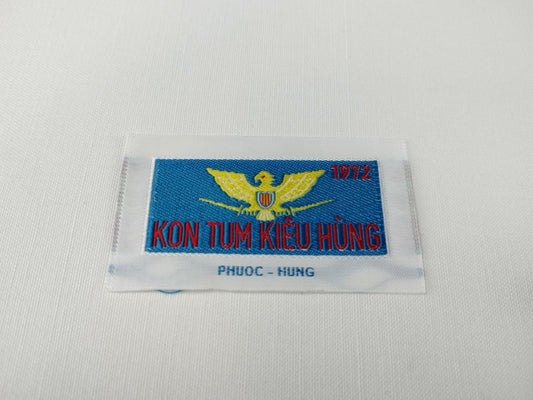 1972
KON TUM KIÊU HÙNG
PHUOC - HUNG